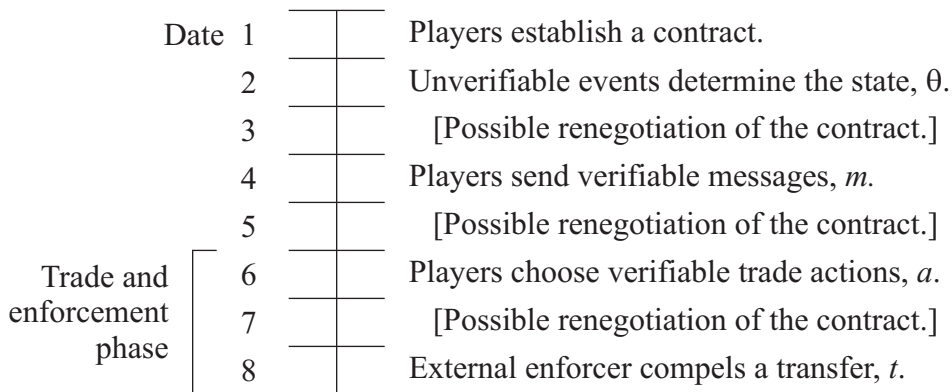 Date 1 Players establish a contract.
2 Unverifiable events determine the state, θ.
3 [Possible renegotiation of the contract.]
4 Players send verifiable messages, m.
5 [Possible renegotiation of the contract.]
Trade and enforcement phase
6 Players choose verifiable trade actions, a.
7 [Possible renegotiation of the contract.]
8 External enforcer compels a transfer, t.